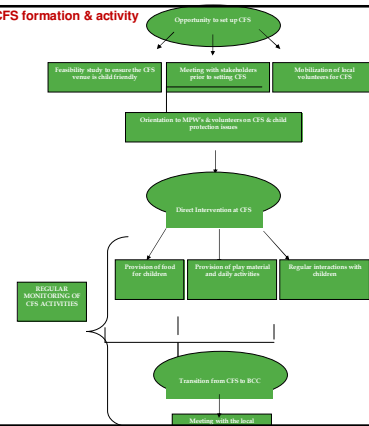 CFS formation & activity
Opportunity to set up CFS
Feasibility study to ensure the CFS
venue is child friendly
Meeting with stakeholders
prior to setting CFS
Mobilization of local
volunteers for CFS
Orientation to MPW's & volunteers on CFS & child
protection issues
Direct Intervention at CFS
Provision of food
for children
Provision of play material
and daily activities
Regular interactions with
children
REGULAR
MONITORING OF
CFS ACTIVITIES
Transition from CFS to BCC
Meeting with the local